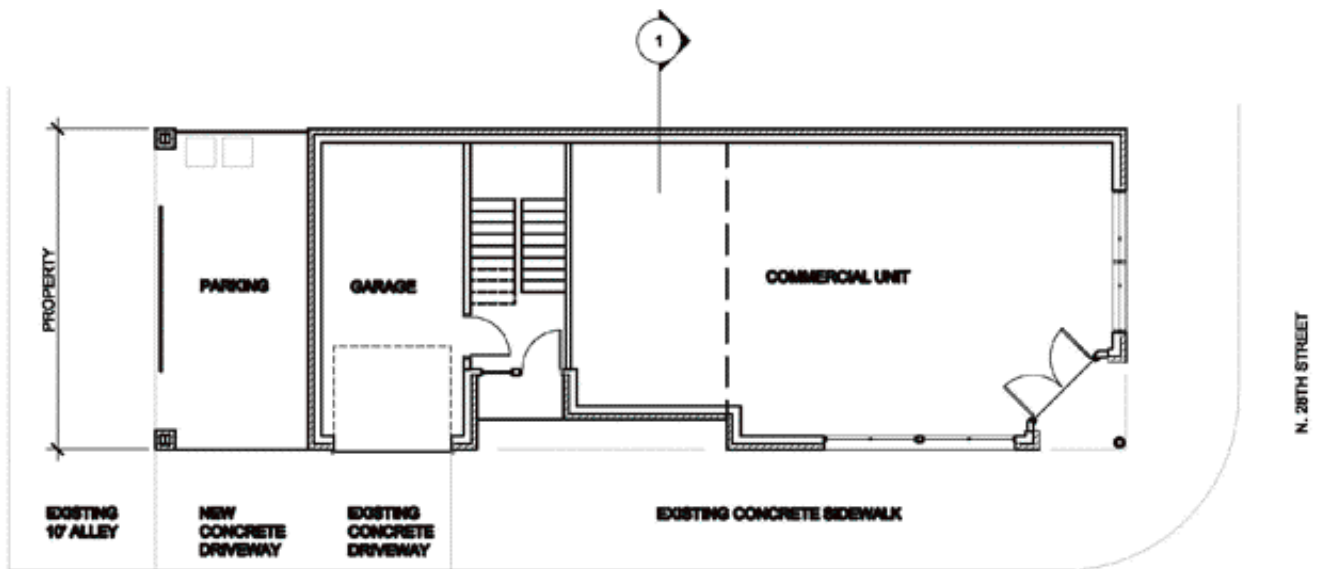 1
PROPERTY
PARKING
GARAGE
COMMERCIAL UNIT
N. 28TH STREET
EXISTING
10' ALLEY
NEW
CONCRETE
DRIVEWAY
EXISTING
CONCRETE
DRIVEWAY
EXISTING CONCRETE SIDEWALK